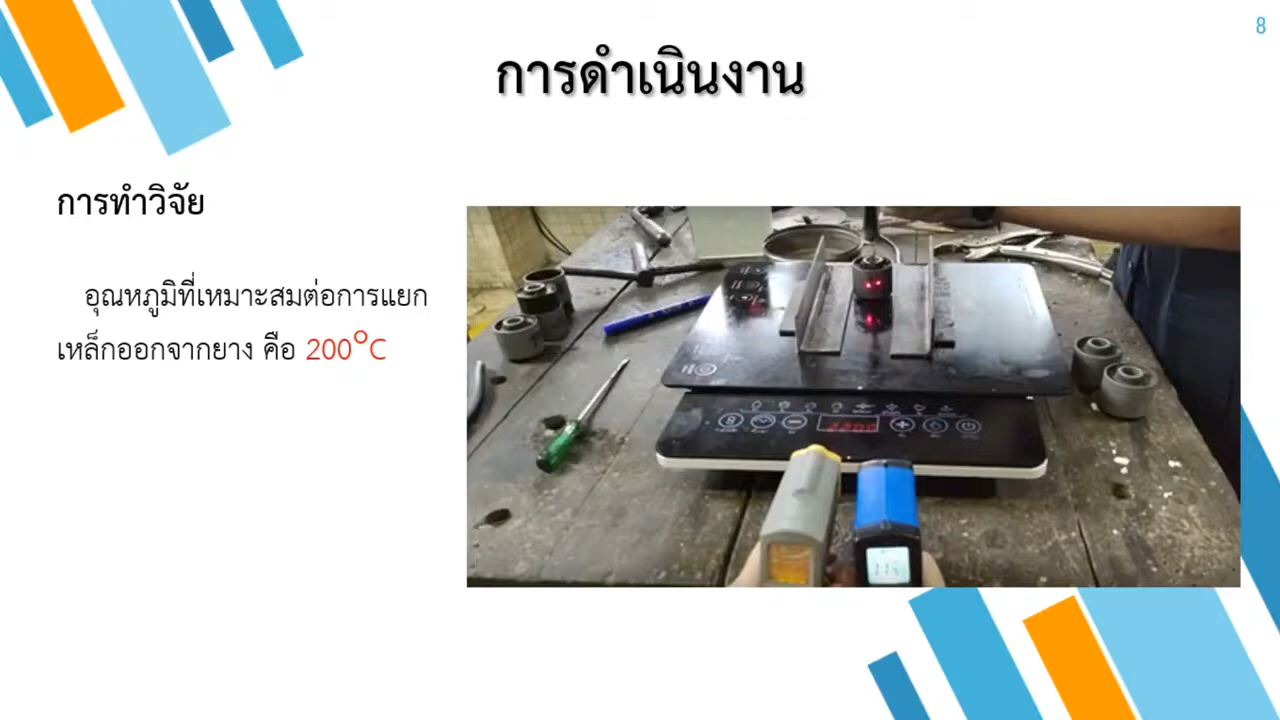 8
การดำเนินงาน
การทำวิจัย
อุณหภูมิที่เหมาะสมต่อการแยก
เหล็กออกจากยาง คือ 200°C